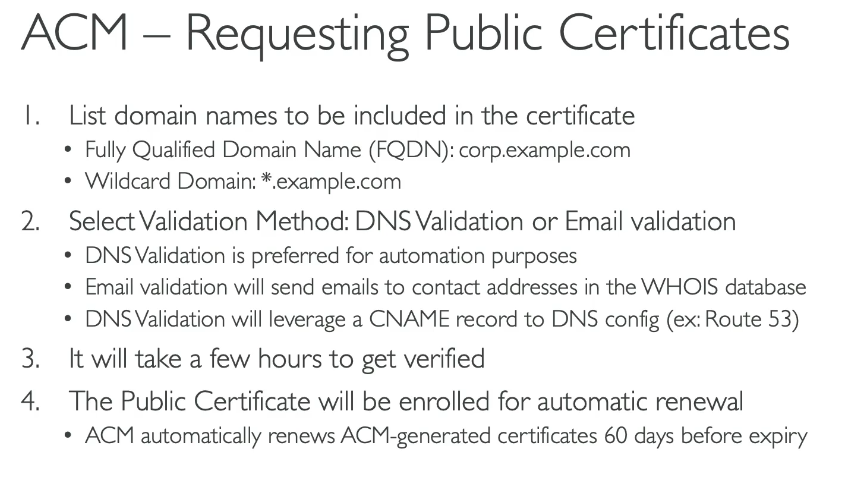 ACM – Requesting Public Certificates
1. List domain names to be included in the certificate
• Fully Qualified Domain Name (FQDN): corp.example.com
• Wildcard Domain: *.example.com
2. Select Validation Method: DNS Validation or Email validation
• DNS Validation is preferred for automation purposes
• Email validation will send emails to contact addresses in the WHOIS database
• DNS Validation will leverage a CNAME record to DNS config (ex: Route 53)
3. It will take a few hours to get verified
4. The Public Certificate will be enrolled for automatic renewal
• ACM automatically renews ACM-generated certificates 60 days before expiry